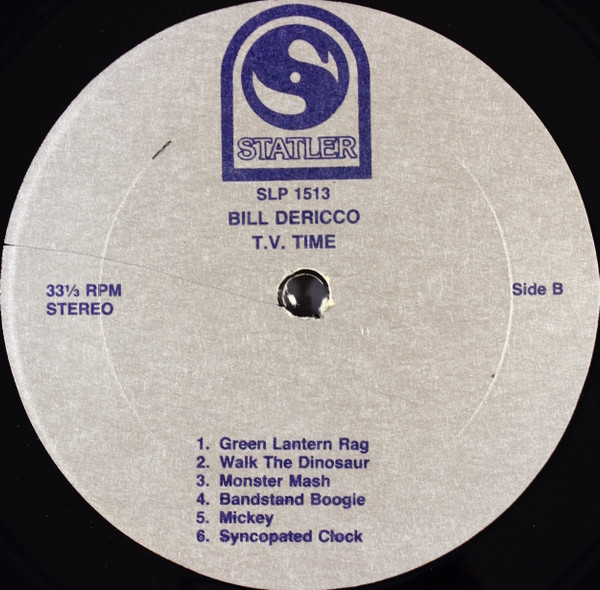 STATLER
SLP 1513
BILL DERICCO
T.V. TIME
33⅓ RPM
STEREO
Side B
1. Green Lantern Rag
2. Walk The Dinosaur
3. Monster Mash
4. Bandstand Boogie
5. Mickey
6. Syncopated Clock